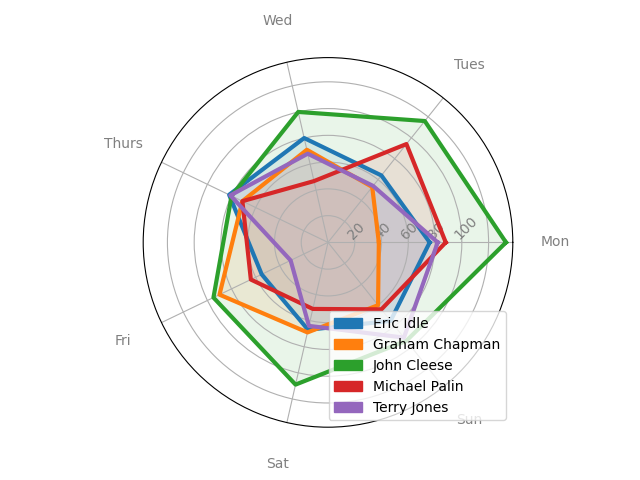 Wed
Tues
Thurs
20
40
60
80
100
Mon
Eric Idle
Graham Chapman
John Cleese
Michael Palin
Terry Jones
Fri
Sun
Sat